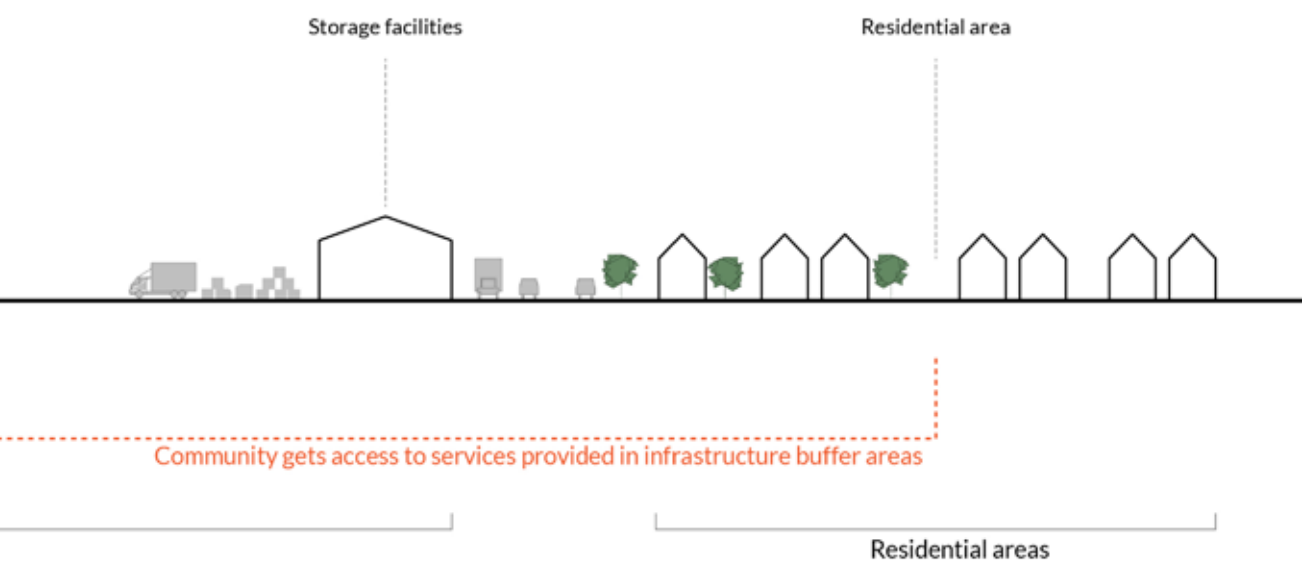 Storage facilities
Residential area
Community gets access to services provided in infrastructure buffer areas
Residential areas